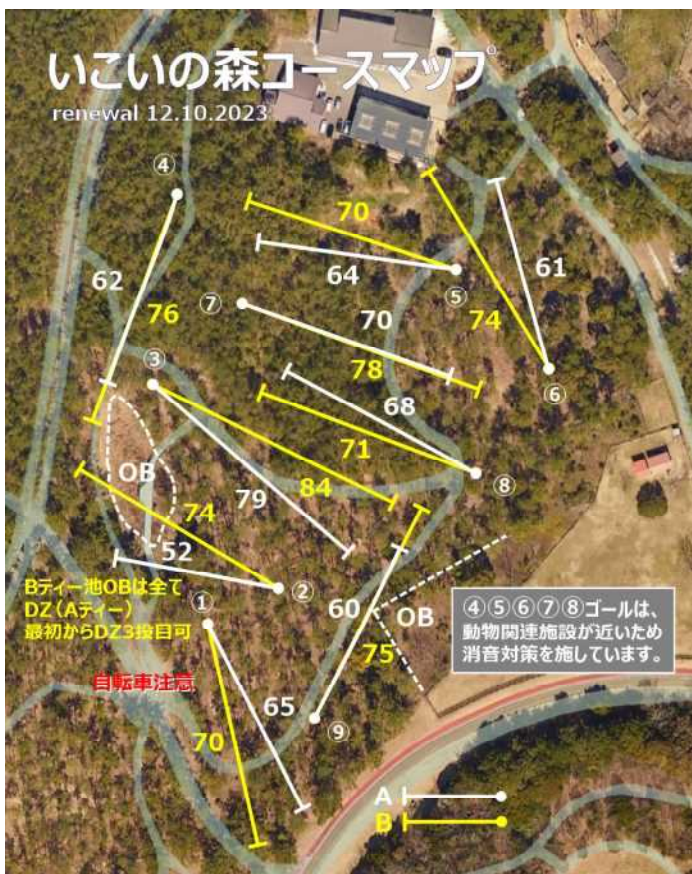 いこいの森コースマップ
renewal 12.10.2023
④
70
64
⑤
61
62
76
⑦
70
74
78
③
⑥
68
71
OB
79
84
⑧
74
52
②
Bティー池OBは全て
DZ（Aティー）
最初からDZ3投目可
①
60
OB
75
④⑤⑥⑦⑧ゴールは、
動物関連施設が近いため
消音対策を施しています。
自転車注意
65
70
⑨
A
B